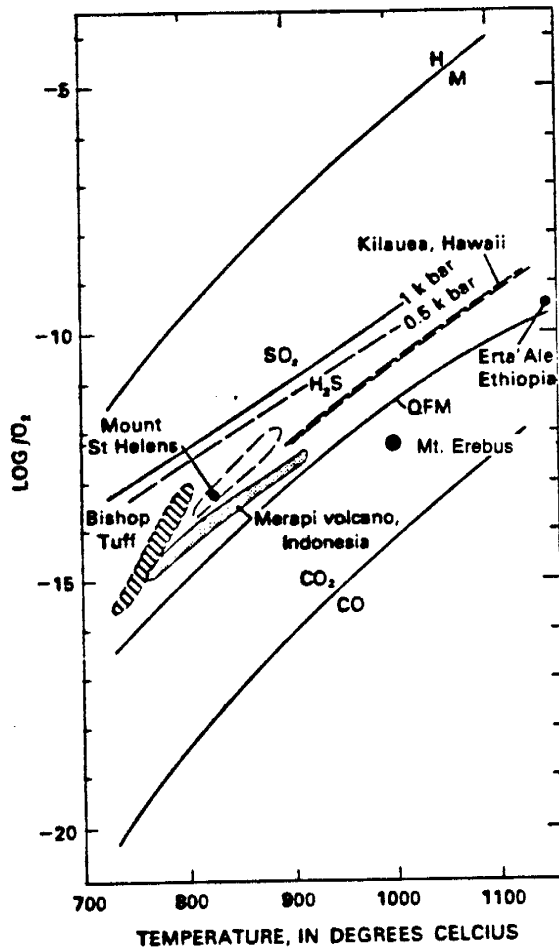 H
M
−5
Kilauea, Hawaii
1 k bar
0.5 k bar
−10
SO₂
H₂S
Erta' Ale
Ethiopia
QFM
Mount
St Helens
Mt. Erebus
LOG fO₂
Bishop
Tuff
Merapi volcano,
Indonesia
CO₂
CO
−15
−20
700
800
900
1000
1100
TEMPERATURE, IN DEGREES CELCIUS